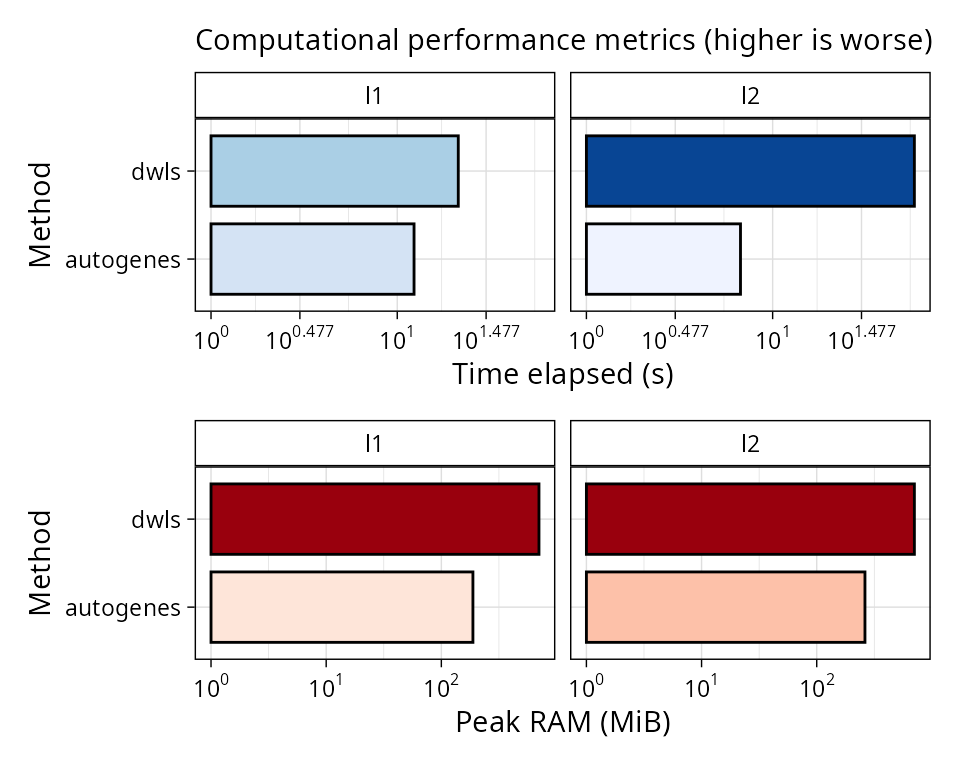 Computational performance metrics (higher is worse)
l1 l2
Method
dwls
autogenes
10^0 10^0.477 10^1 10^1.477 10^0 10^0.477 10^1 10^1.477
Time elapsed (s)
l1 l2
Method
dwls
autogenes
10^0 10^1 10^2 10^0 10^1 10^2
Peak RAM (MiB)